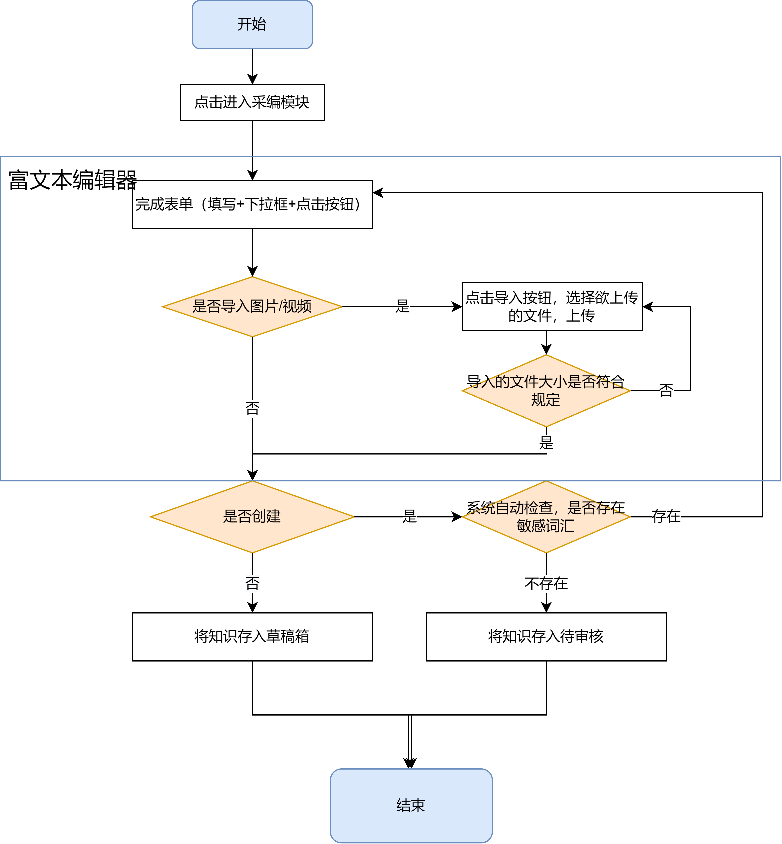 开始
点击进入采编模块
富文本编辑器
完成表单（填写+下拉框+点击按钮）
是否导入图片/视频
是
点击导入按钮，选择欲上传
的文件，上传
导入的文件大小是否符合
规定
否
否
是
是否创建
是
系统自动检查，是否存在
敏感词汇
存在
否
不存在
将知识存入草稿箱
将知识存入待审核
结束